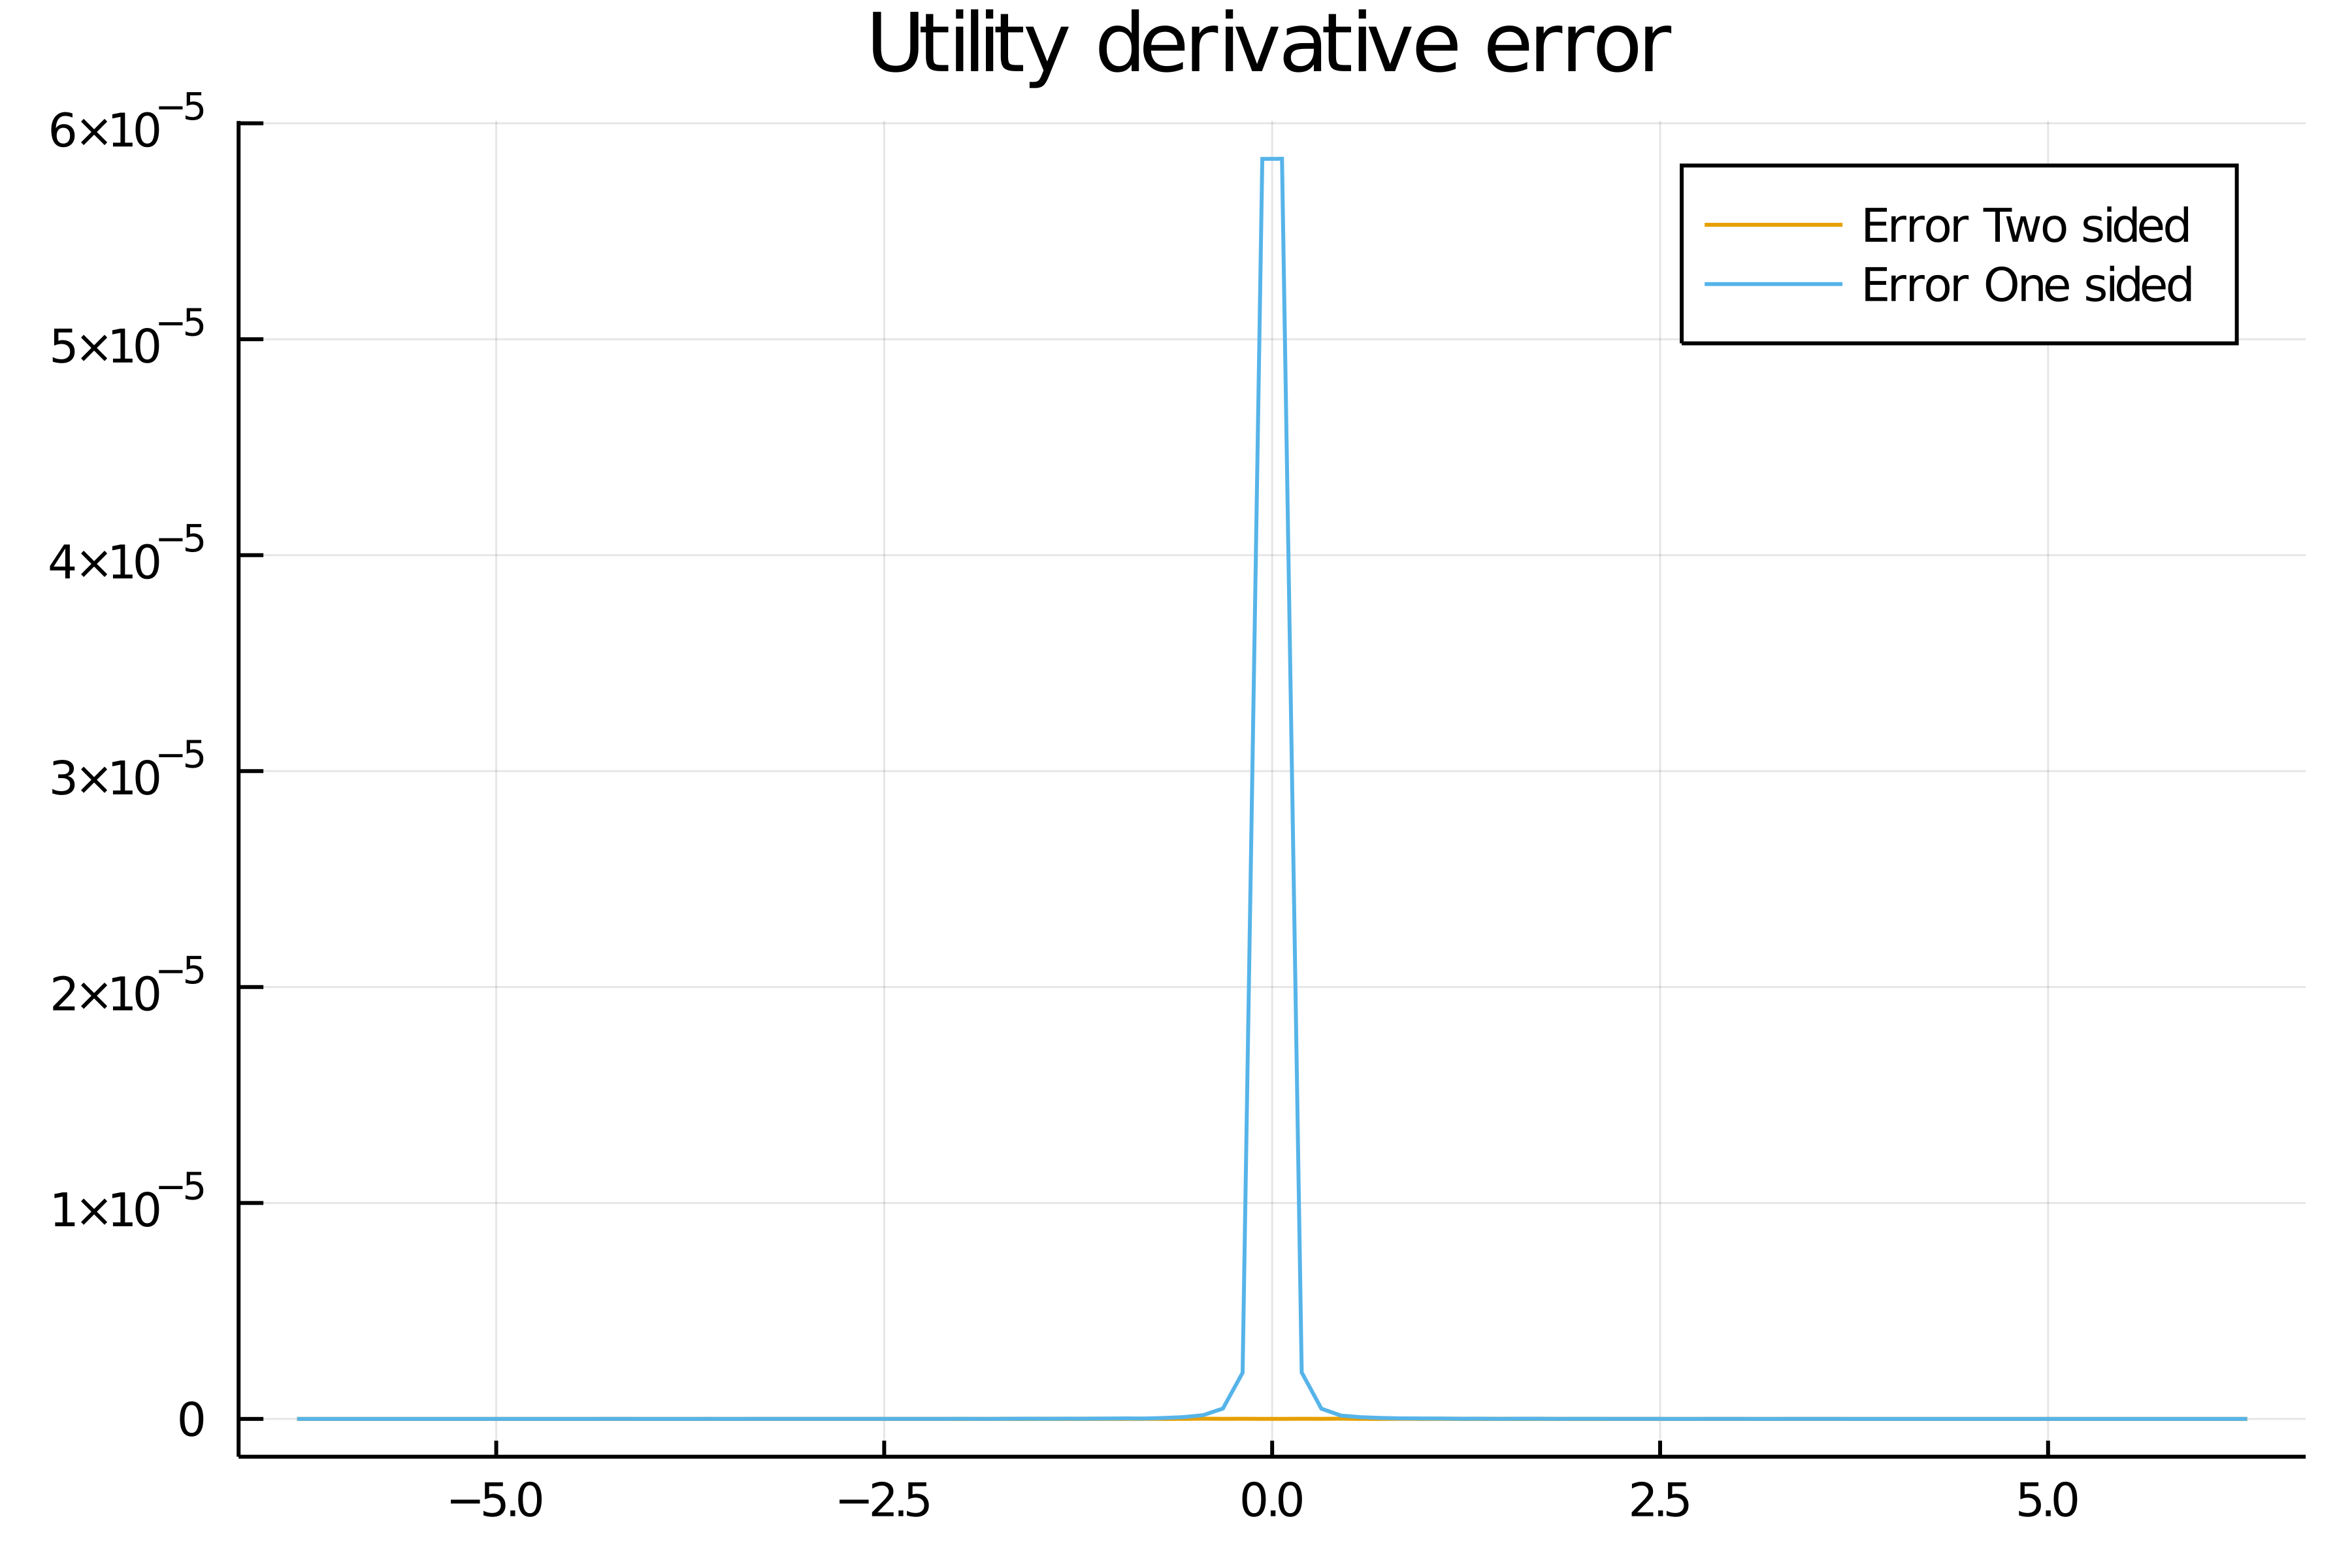 Utility derivative error
6×10⁻⁵
5×10⁻⁵
4×10⁻⁵
3×10⁻⁵
2×10⁻⁵
1×10⁻⁵
0
Error Two sided
Error One sided
−5.0 −2.5 0.0 2.5 5.0